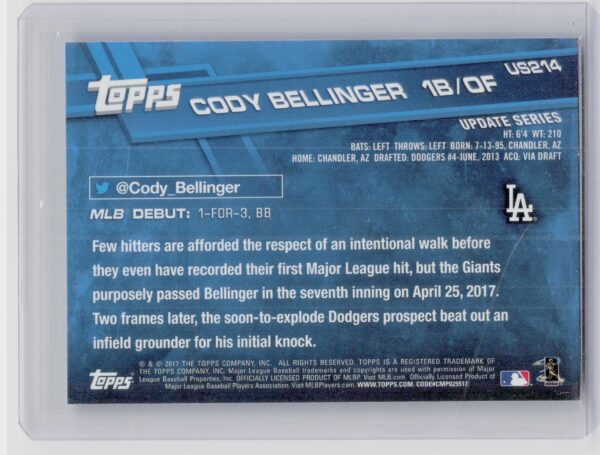 TOPPS CODY BELLINGER 1B/OF US214
UPDATE SERIES
HT: 6'4 WT: 210
BATS: LEFT THROWS: LEFT BORN: 7-13-95, CHANDLER, AZ
HOME: CHANDLER, AZ DRAFTED: DODGERS #4-JUNE, 2013 ACQ: VIA DRAFT
@Cody_Bellinger
LA
MLB DEBUT: 1-FOR-3, BB
Few hitters are afforded the respect of an intentional walk before
they even have recorded their first Major League hit, but the Giants
purposely passed Bellinger in the seventh inning on April 25, 2017.
Two frames later, the soon-to-explode Dodgers prospect beat out an
infield grounder for his initial knock.
TOPPS
® & © 2017 THE TOPPS COMPANY, INC. ALL RIGHTS RESERVED. TOPPS IS A REGISTERED TRADEMARK OF
THE TOPPS COMPANY, INC. Major League Baseball trademarks and copyrights are used with permission of Major
League Baseball Properties, Inc. OFFICIALLY LICENSED PRODUCT OF MLBP. Visit MLB.com Officially Licensed Product of
Major League Baseball Players Association Visit MLBPlayers.com. WWW.TOPPS.COM. CODE#CMP025517